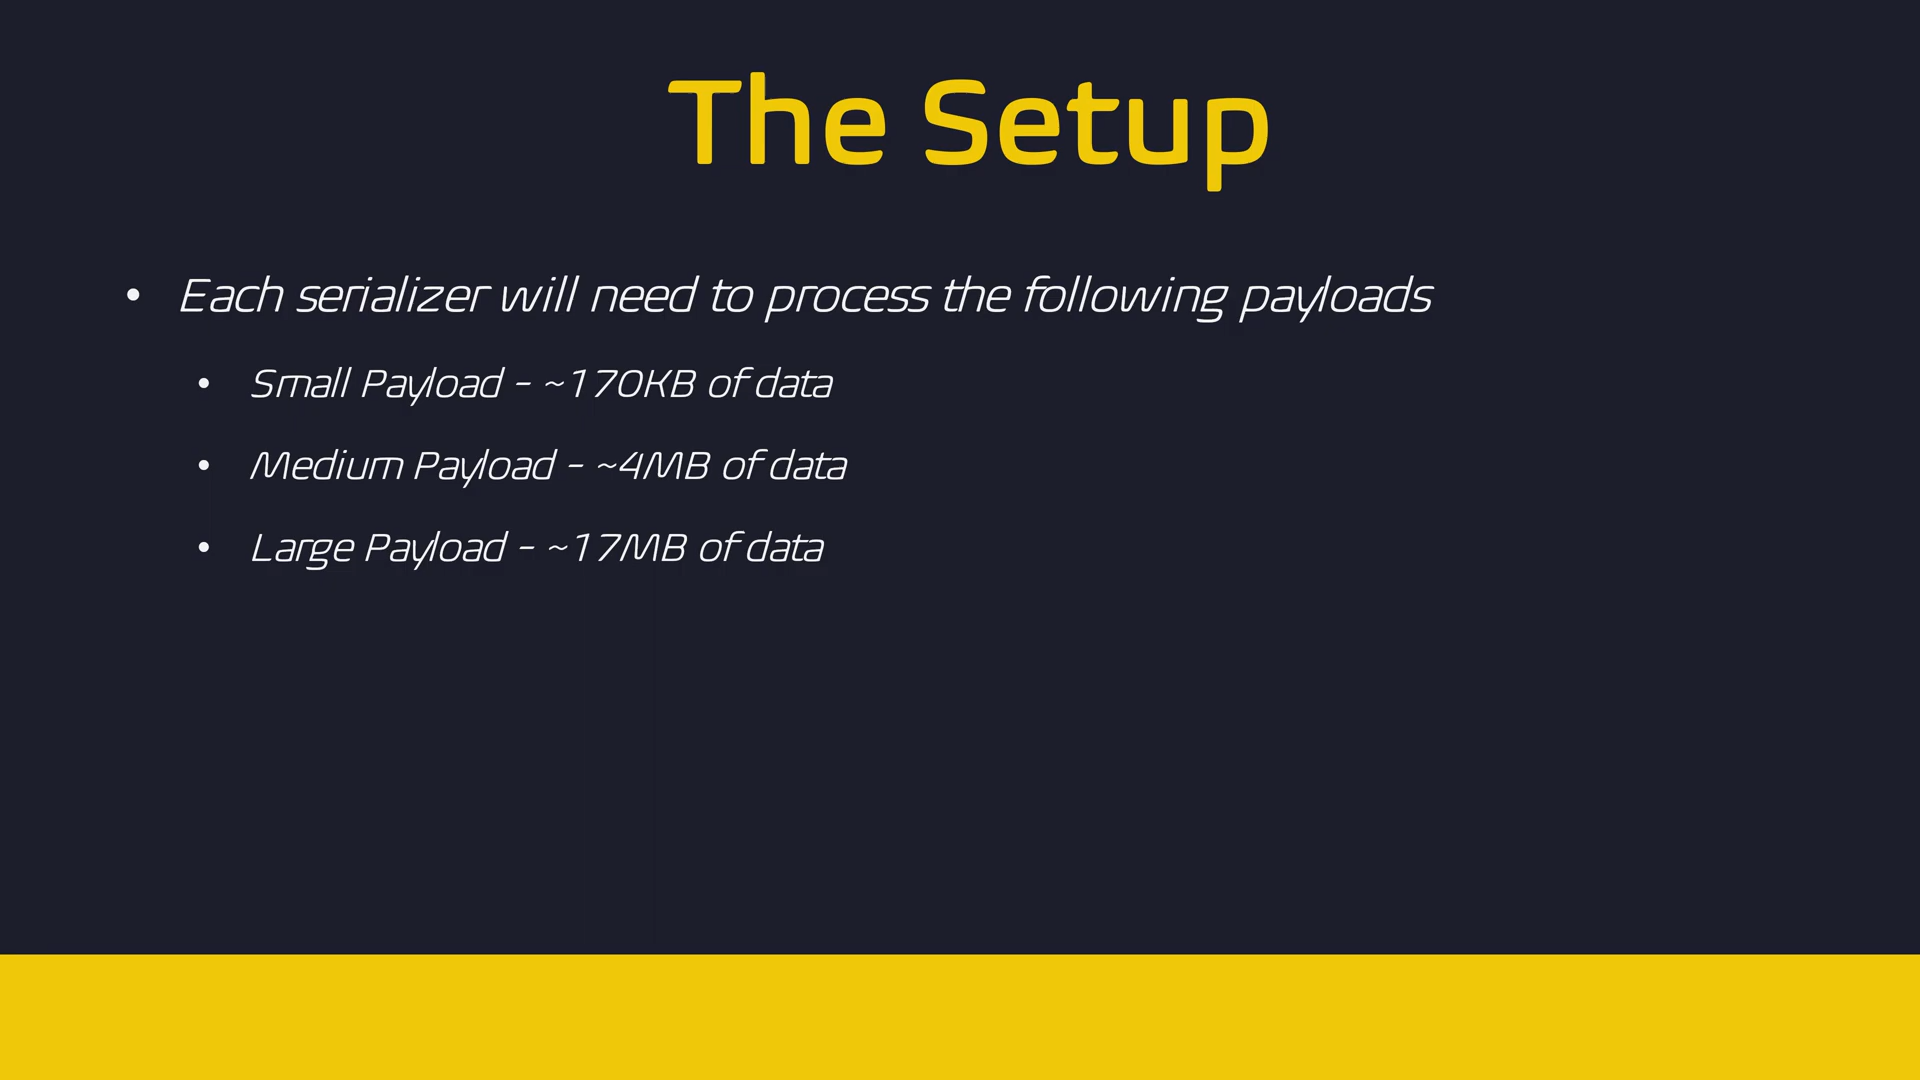 The Setup
• Each serializer will need to process the following payloads
• Small Payload - ~170KB of data
• Medium Payload - ~4MB of data
• Large Payload - ~17MB of data